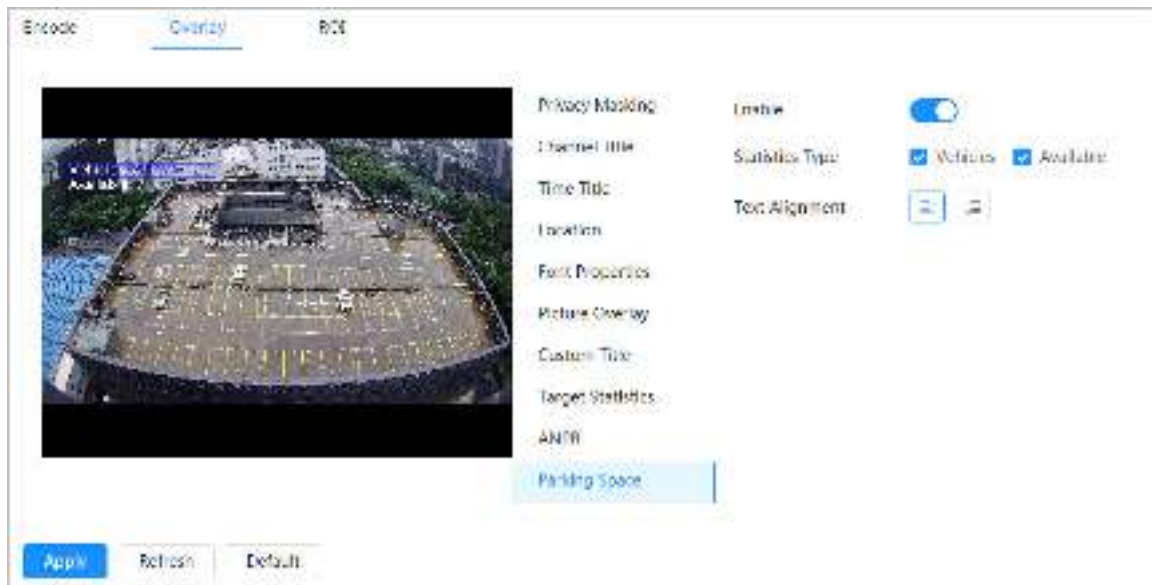 Encode Overlay ROI
Privacy Masking
Channel Title
Time Title
Location
Font Properties
Picture Overlay
Custom Title
Target Statistics
ANPR
Parking Space
Enable
Statistics Type Vehicles Available
Text Alignment
Apply Refresh Default